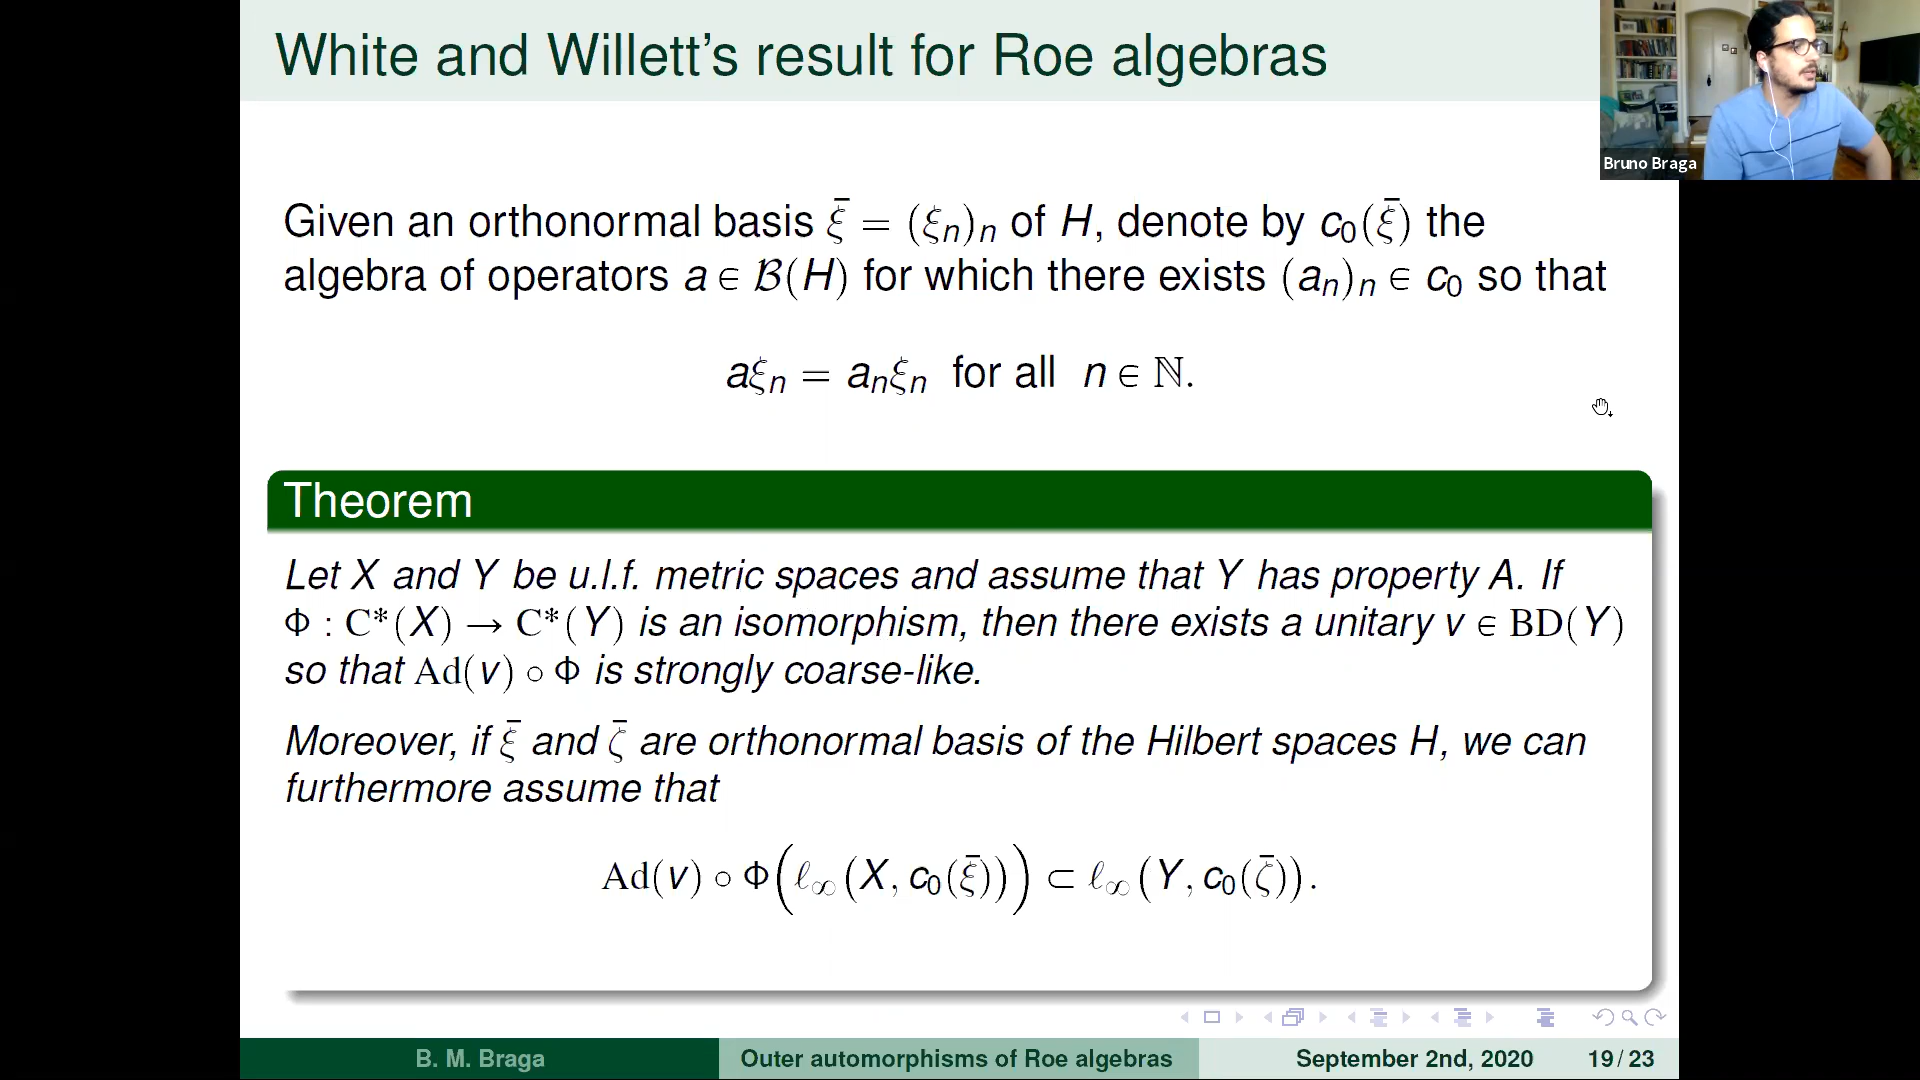 White and Willett's result for Roe algebras
Bruno Braga
Given an orthonormal basis ξ̄ = (ξₙ)ₙ of H, denote by c₀(ξ̄) the
algebra of operators a ∈ ℬ(H) for which there exists (aₙ)ₙ ∈ c₀ so that
aξₙ = aₙξₙ for all n ∈ ℕ.
Theorem
Let X and Y be u.l.f. metric spaces and assume that Y has property A. If
Φ : C*(X) → C*(Y) is an isomorphism, then there exists a unitary v ∈ BD(Y)
so that Ad(v) ∘ Φ is strongly coarse-like.
Moreover, if ξ̄ and ζ̄ are orthonormal basis of the Hilbert spaces H, we can
furthermore assume that
Ad(v) ∘ Φ(ℓ∞(X, c₀(ξ̄))) ⊂ ℓ∞(Y, c₀(ζ̄)).
B. M. Braga
Outer automorphisms of Roe algebras
September 2nd, 2020
19 / 23